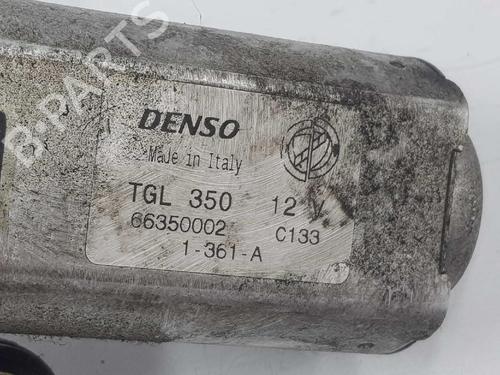 B-PARTS
DENSO
Made in Italy
TGL 350 12 V
66350002 C133
1-361-A